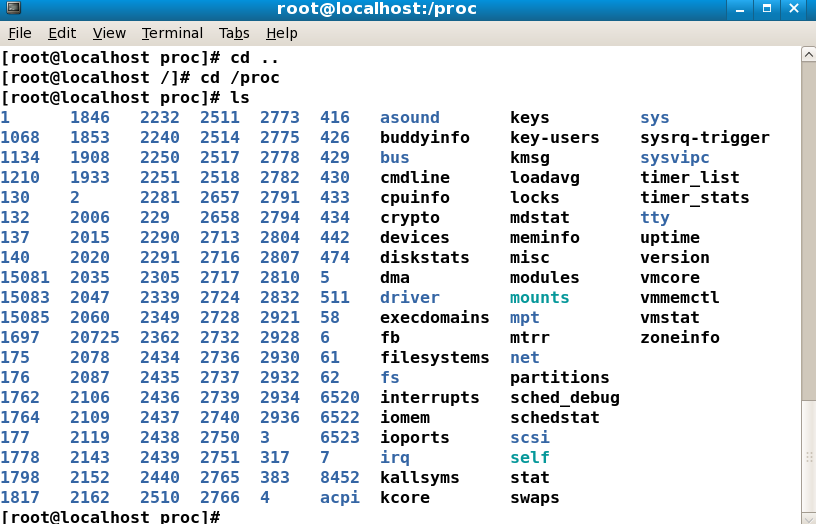 root@localhost:/proc
File Edit View Terminal Tabs Help
[root@localhost proc]# cd ..
[root@localhost /]# cd /proc
[root@localhost proc]# ls
1 1846 2232 2511 2773 416 asound keys sys
1068 1853 2240 2514 2775 426 buddyinfo key-users sysrq-trigger
1134 1908 2250 2517 2778 429 bus kmsg sysvipc
1210 1933 2251 2518 2782 430 cmdline loadavg timer_list
130 2 2281 2657 2791 433 cpuinfo locks timer_stats
132 2006 229 2658 2794 434 crypto mdstat tty
137 2015 2290 2713 2804 442 devices meminfo uptime
140 2020 2291 2716 2807 474 diskstats misc version
15081 2035 2305 2717 2810 5 dma modules vmcore
15083 2047 2339 2724 2832 511 driver mounts vmmemctl
15085 2060 2349 2728 2921 58 execdomains mpt vmstat
1697 20725 2362 2732 2928 6 fb mtrr zoneinfo
175 2078 2434 2736 2930 61 filesystems net
176 2087 2435 2737 2932 62 fs partitions
1762 2106 2436 2739 2934 6520 interrupts sched_debug
1764 2109 2437 2740 2936 6522 iomem schedstat
177 2119 2438 2750 3 6523 ioports scsi
1778 2143 2439 2751 317 7 irq self
1798 2152 2440 2765 383 8452 kallsyms stat
1817 2162 2510 2766 4 acpi kcore swaps
[root@localhost proc]#